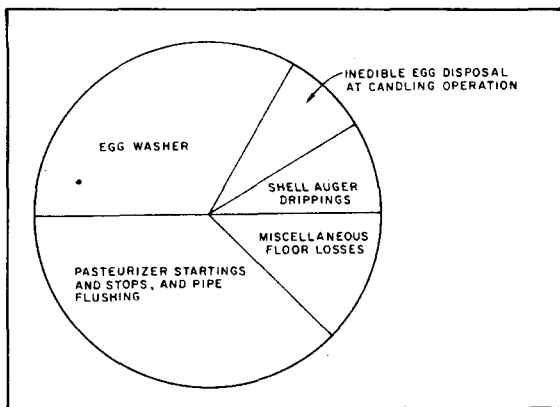 INEDIBLE EGG DISPOSAL
AT CANDLING OPERATION
EGG WASHER
SHELL AUGER
DRIPPINGS
MISCELLANEOUS
FLOOR LOSSES
PASTEURIZER STARTINGS
AND STOPS, AND PIPE
FLUSHING